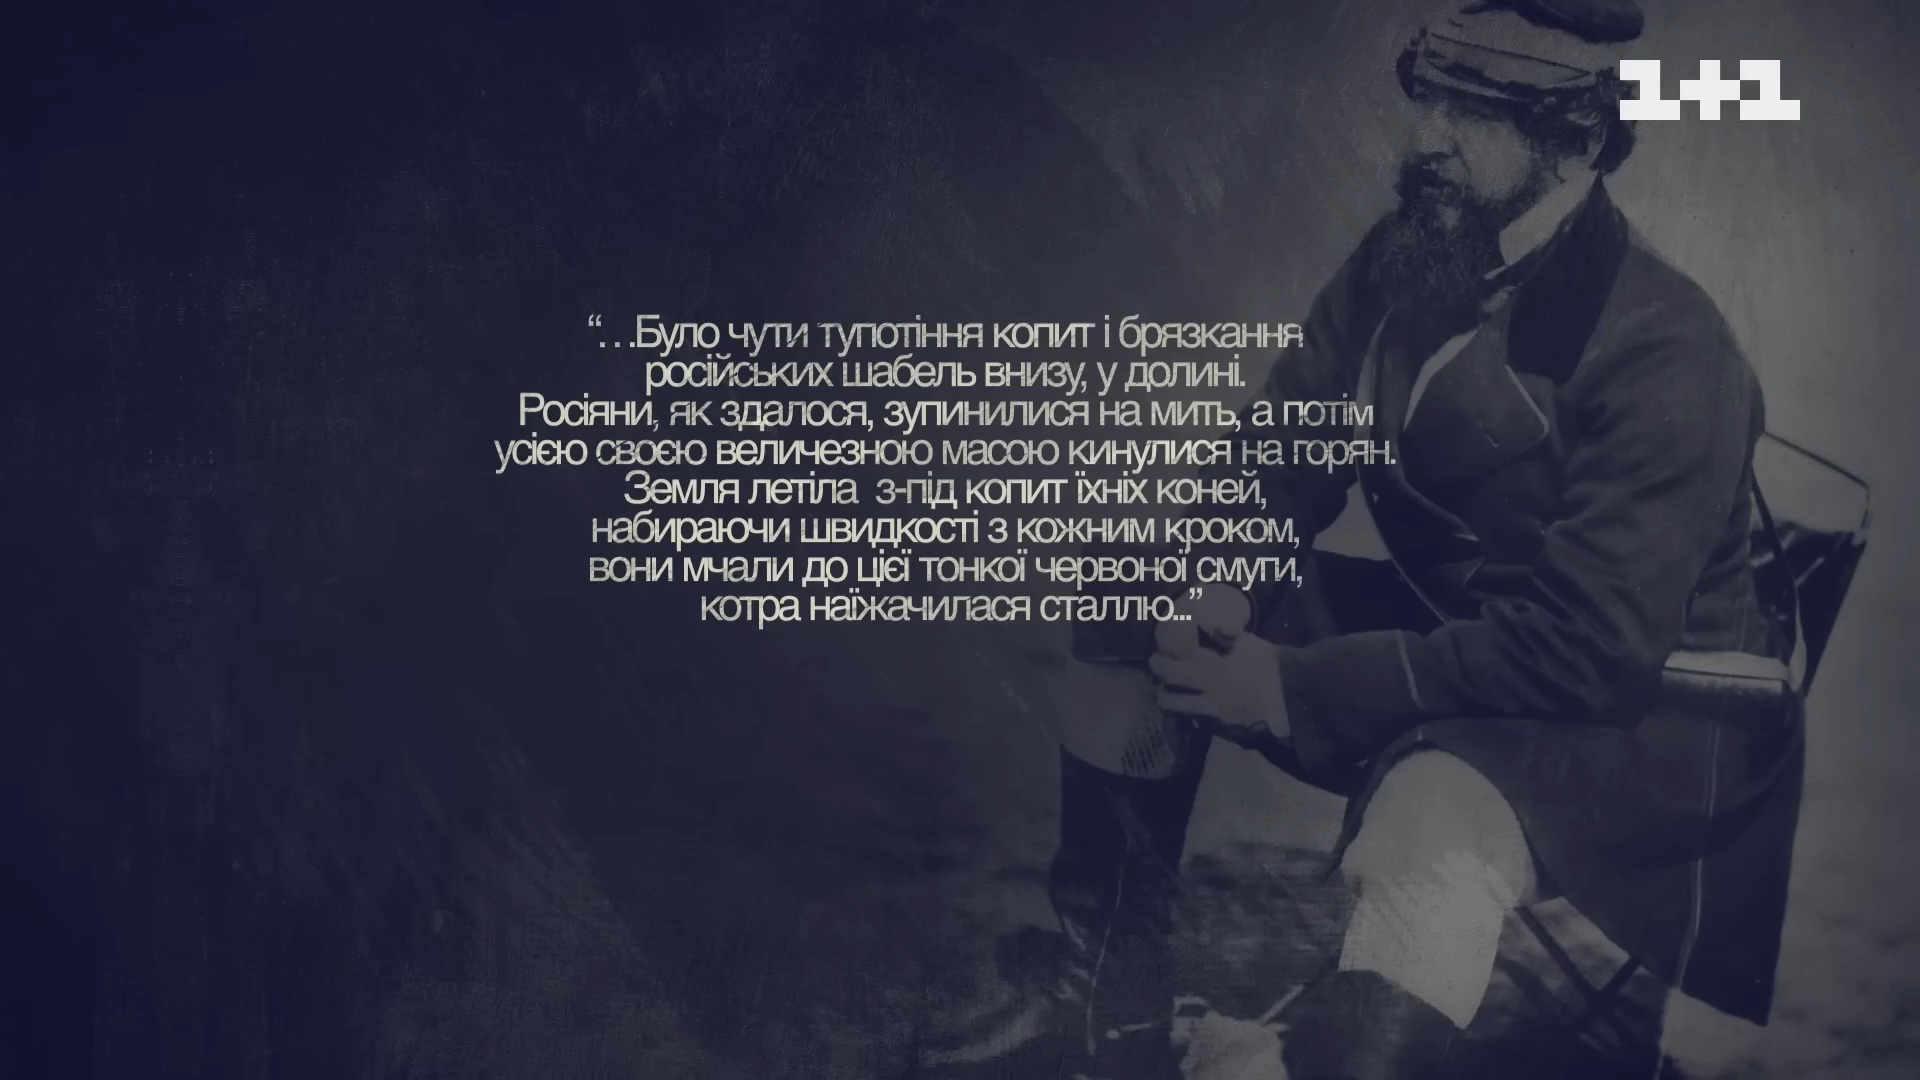 1+1
“…Було чути тупотіння копит і брязкання
російських шабель внизу, у долині.
Росіяни, як здалося, зупинилися на мить, а потім
усією своєю величезною масою кинулися на горян.
Земля летіла з-під копит їхніх коней,
набираючи швидкості з кожним кроком,
вони мчали до цієї тонкої червоної смуги,
котра наїжачилася сталлю...”